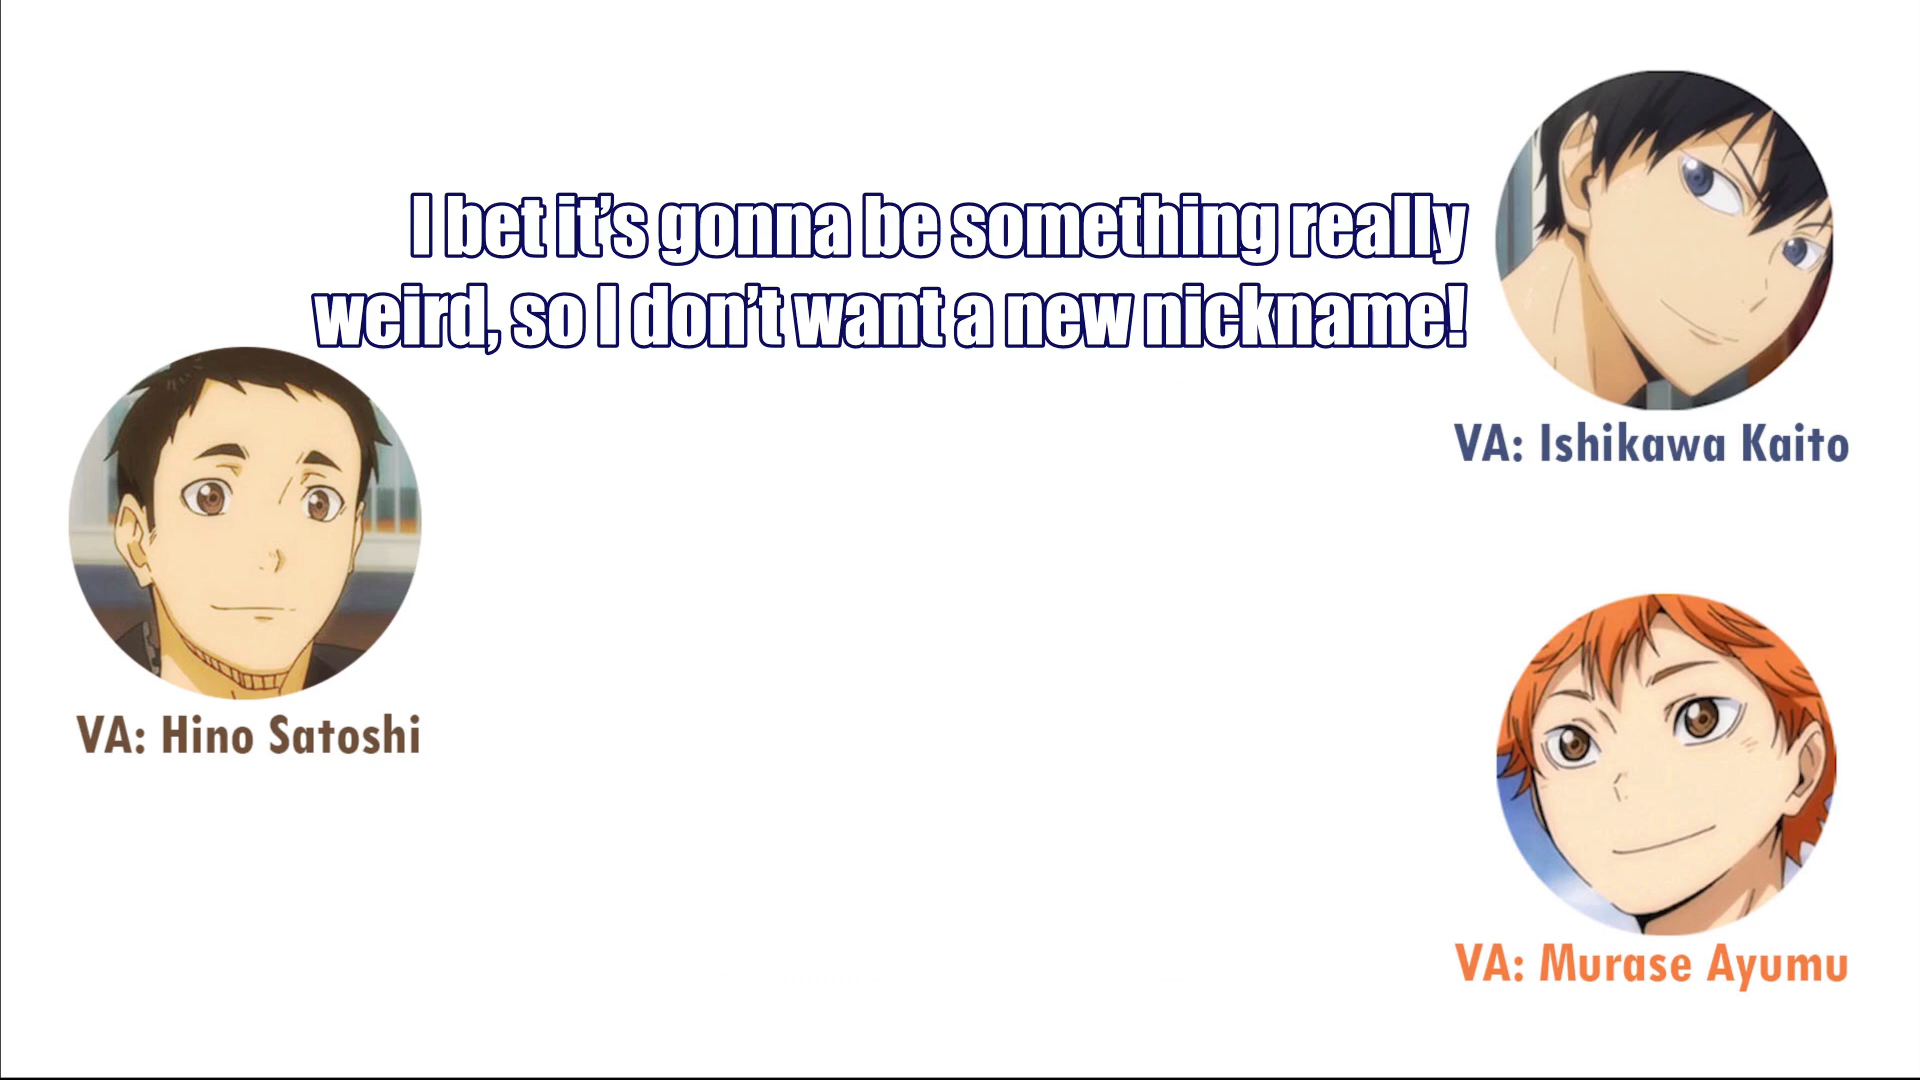 I bet it’s gonna be something really
weird, so I don’t want a new nickname!
VA: Ishikawa Kaito
VA: Hino Satoshi
VA: Murase Ayumu